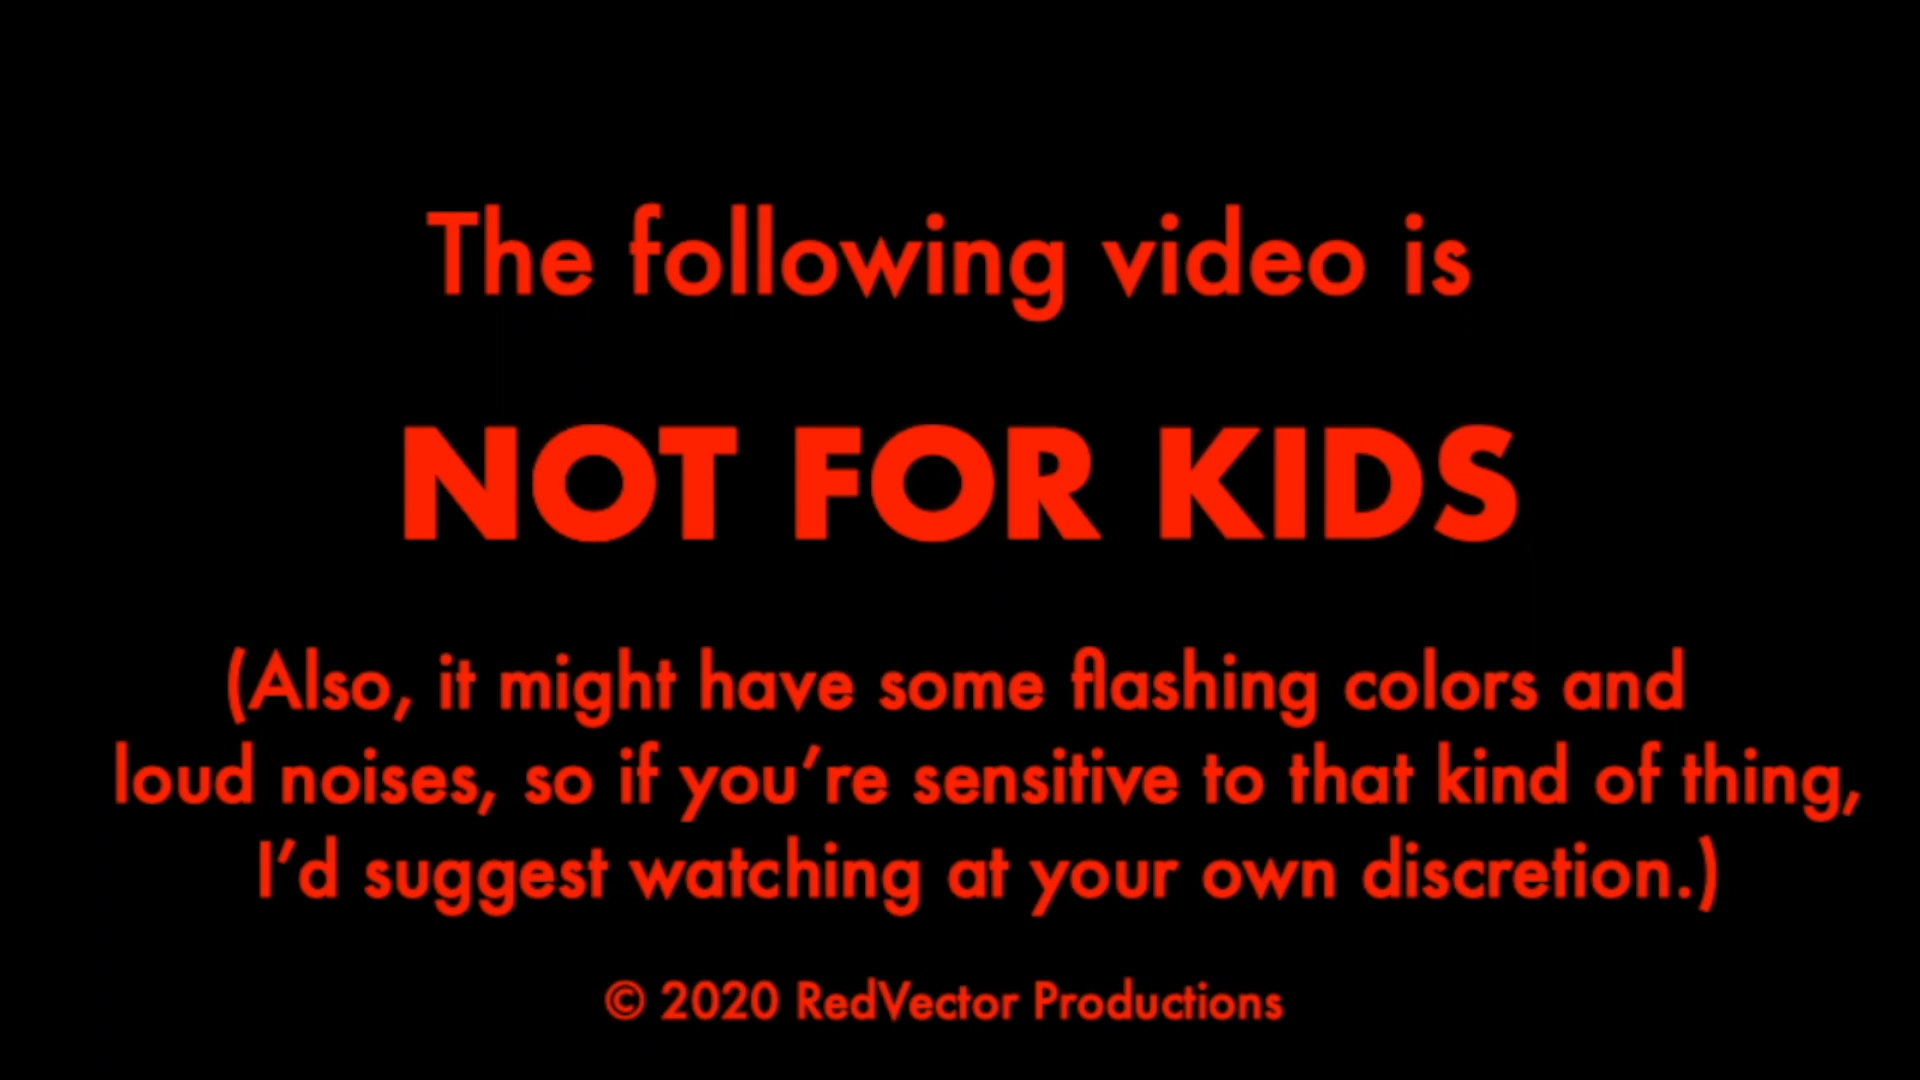 The following video is
NOT FOR KIDS
(Also, it might have some flashing colors and
loud noises, so if you’re sensitive to that kind of thing,
I’d suggest watching at your own discretion.)
© 2020 RedVector Productions